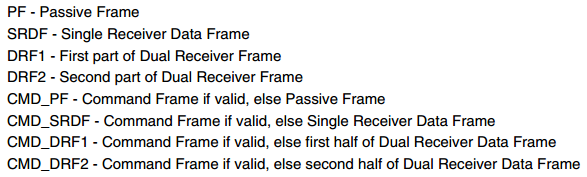 PF - Passive Frame
SRDF - Single Receiver Data Frame
DRF1 - First part of Dual Receiver Frame
DRF2 - Second part of Dual Receiver Frame
CMD_PF - Command Frame if valid, else Passive Frame
CMD_SRDF - Command Frame if valid, else Single Receiver Data Frame
CMD_DRF1 - Command Frame if valid, else first half of Dual Receiver Data Frame
CMD_DRF2 - Command Frame if valid, else second half of Dual Receiver Data Frame